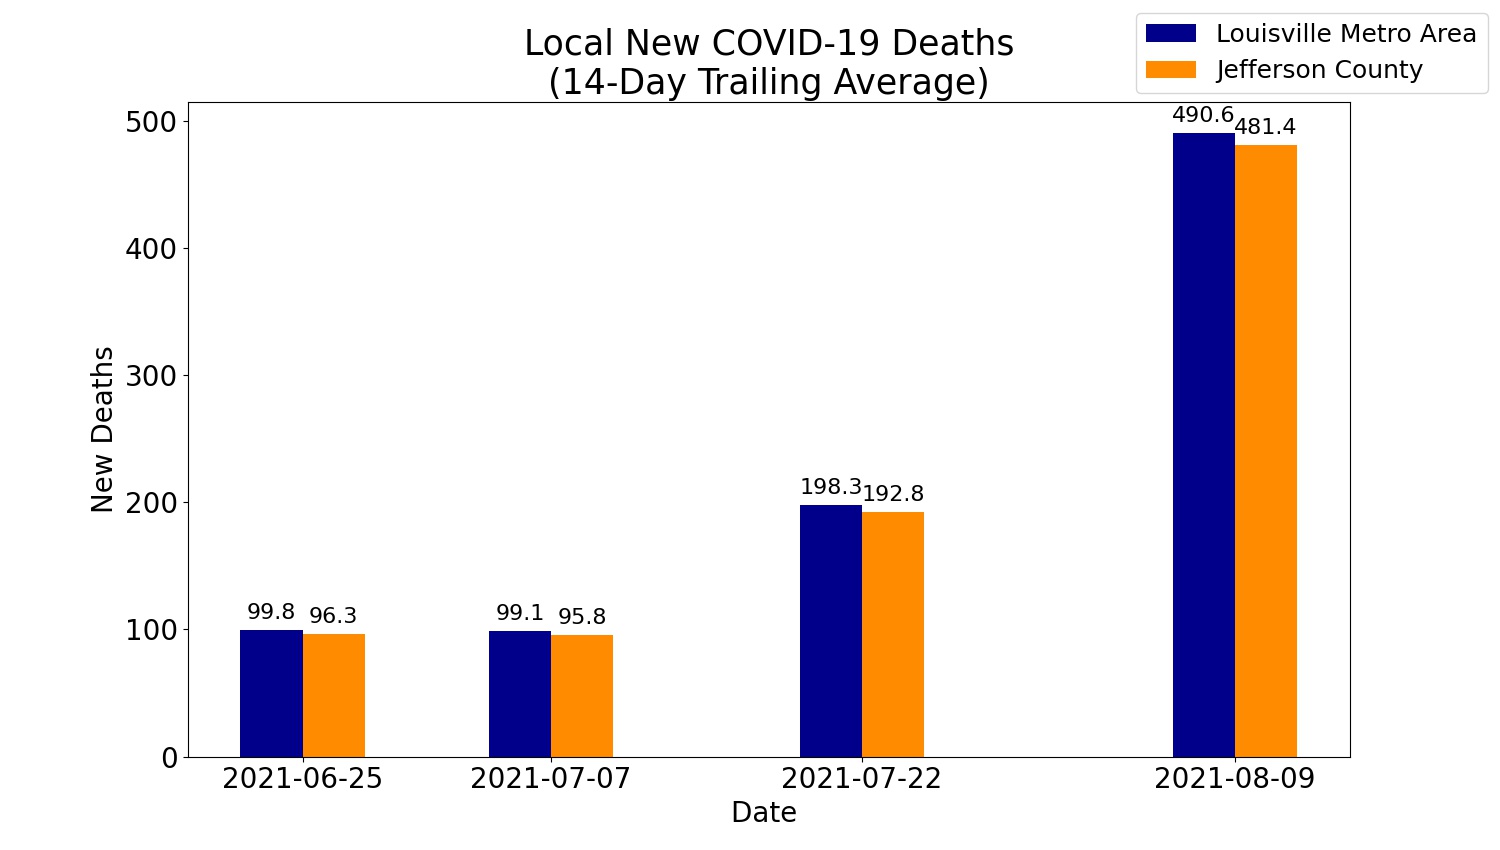 Local New COVID-19 Deaths
(14-Day Trailing Average)
Louisville Metro Area
Jefferson County
New Deaths
500
400
300
200
100
0
99.8 96.3
99.1 95.8
198.3 192.8
490.6 481.4
2021-06-25 2021-07-07 2021-07-22 2021-08-09
Date